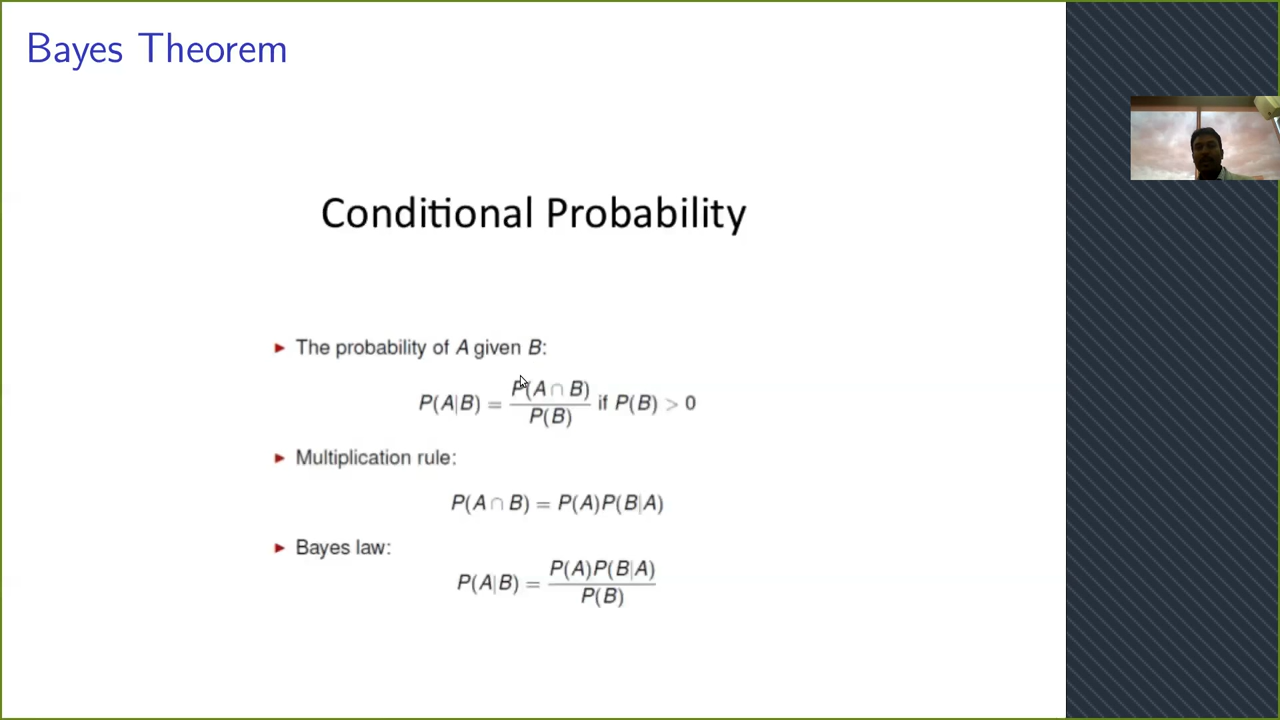 Bayes Theorem
Conditional Probability
► The probability of A given B:
P(A|B) = P(A ∩ B) / P(B) if P(B) > 0
► Multiplication rule:
P(A ∩ B) = P(A)P(B|A)
► Bayes law:
P(A|B) = P(A)P(B|A) / P(B)